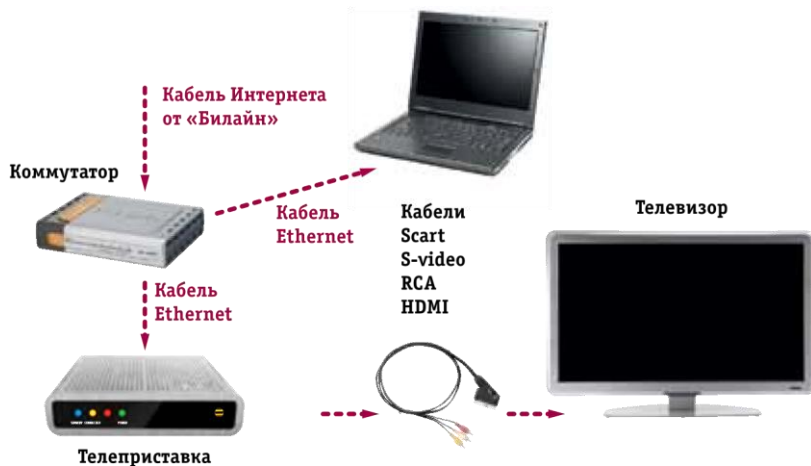 Кабель Интернета
от «Билайн»
Коммутатор
Кабель
Ethernet
Кабели
Scart
S-video
RCA
HDMI
Телевизор
Кабель
Ethernet
Телеприставка